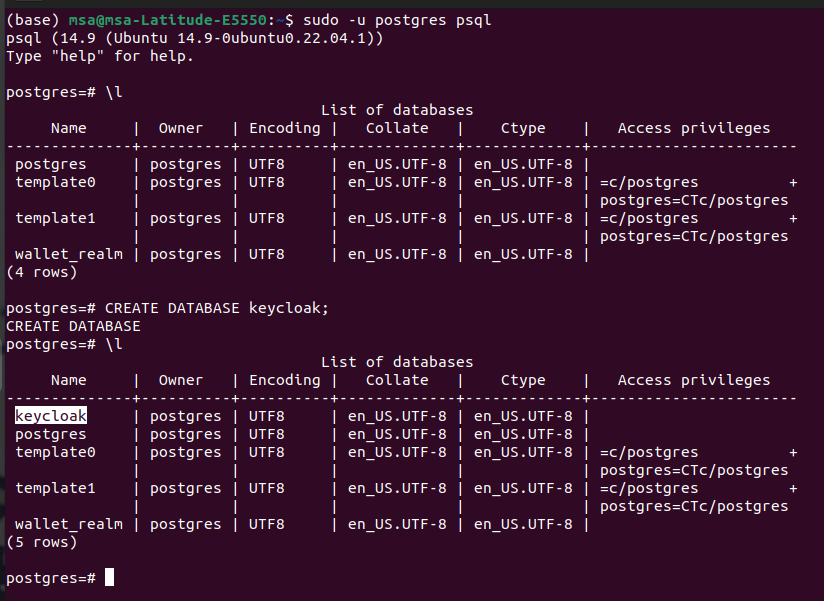 (base) msa@msa-Latitude-E5550:~$ sudo -u postgres psql
psql (14.9 (Ubuntu 14.9-0ubuntu0.22.04.1))
Type "help" for help.

postgres=# \l
                                   List of databases
     Name      |  Owner   | Encoding |   Collate   |    Ctype    |   Access privileges
---------------+----------+----------+-------------+-------------+-----------------------
 postgres      | postgres | UTF8     | en_US.UTF-8 | en_US.UTF-8 |
 template0     | postgres | UTF8     | en_US.UTF-8 | en_US.UTF-8 | =c/postgres          +
               |          |          |             |             | postgres=CTc/postgres
 template1     | postgres | UTF8     | en_US.UTF-8 | en_US.UTF-8 | =c/postgres          +
               |          |          |             |             | postgres=CTc/postgres
 wallet_realm  | postgres | UTF8     | en_US.UTF-8 | en_US.UTF-8 |
(4 rows)

postgres=# CREATE DATABASE keycloak;
CREATE DATABASE
postgres=# \l
                                   List of databases
     Name      |  Owner   | Encoding |   Collate   |    Ctype    |   Access privileges
---------------+----------+----------+-------------+-------------+-----------------------
 keycloak      | postgres | UTF8     | en_US.UTF-8 | en_US.UTF-8 |
 postgres      | postgres | UTF8     | en_US.UTF-8 | en_US.UTF-8 |
 template0     | postgres | UTF8     | en_US.UTF-8 | en_US.UTF-8 | =c/postgres          +
               |          |          |             |             | postgres=CTc/postgres
 template1     | postgres | UTF8     | en_US.UTF-8 | en_US.UTF-8 | =c/postgres          +
               |          |          |             |             | postgres=CTc/postgres
 wallet_realm  | postgres | UTF8     | en_US.UTF-8 | en_US.UTF-8 |
(5 rows)

postgres=#